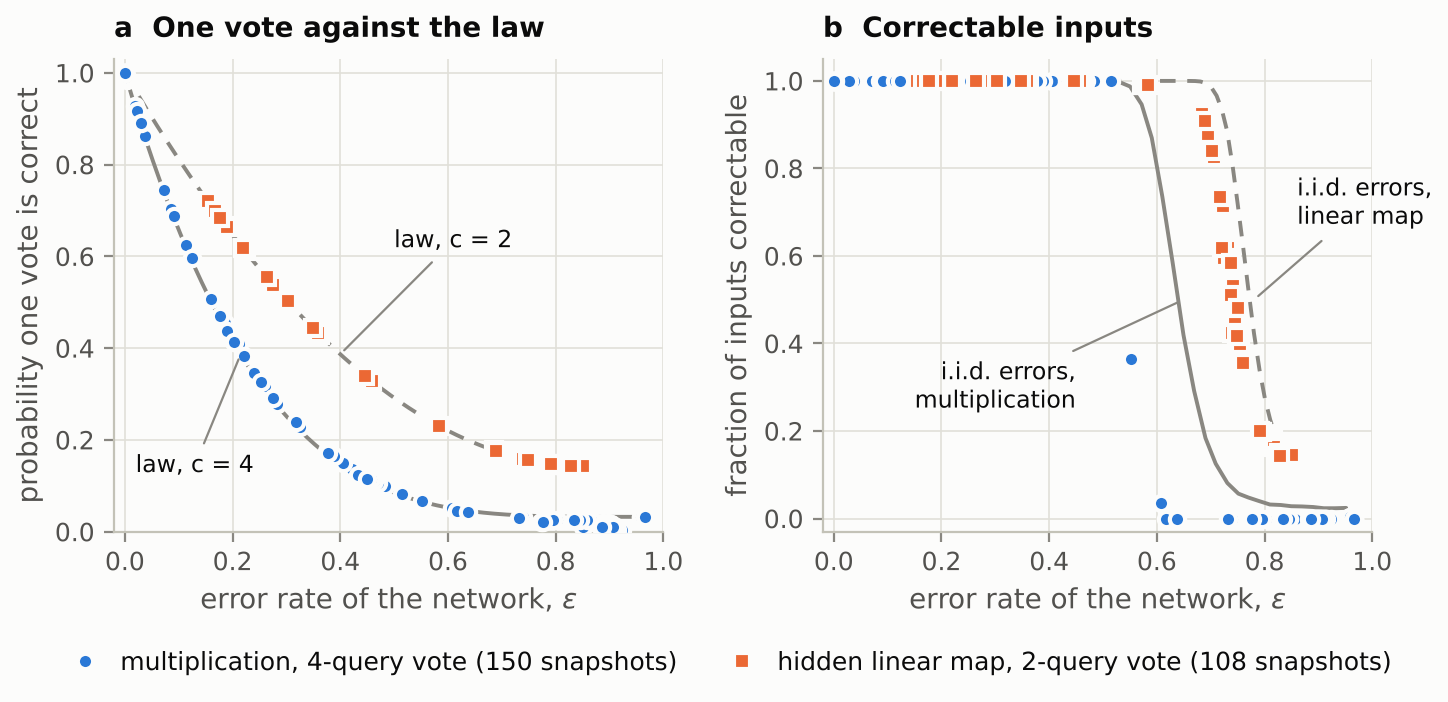 a One vote against the law
probability one vote is correct
1.0
0.8
0.6
0.4
0.2
0.0
law, c = 2
law, c = 4
0.0 0.2 0.4 0.6 0.8 1.0
error rate of the network, ε
b Correctable inputs
fraction of inputs correctable
1.0
0.8
0.6
0.4
0.2
0.0
i.i.d. errors,
linear map
i.i.d. errors,
multiplication
0.0 0.2 0.4 0.6 0.8 1.0
error rate of the network, ε
multiplication, 4-query vote (150 snapshots)
hidden linear map, 2-query vote (108 snapshots)